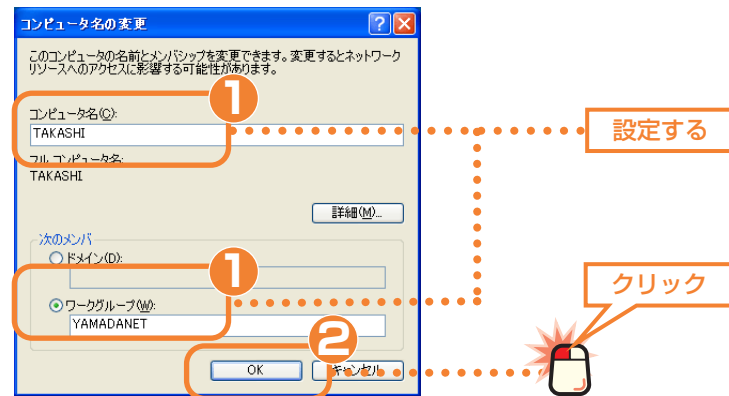 コンピュータ名の変更
このコンピュータの名前とメンバシップを変更できます。変更するとネットワーク
リソースへのアクセスに影響する可能性があります。
1
コンピュータ名(C):
TAKASHI
設定する
フル コンピュータ名:
TAKASHI
詳細(M)...
次のメンバ
ドメイン(D):
1
クリック
ワークグループ(W):
YAMADANET
2
OK
キャンセル